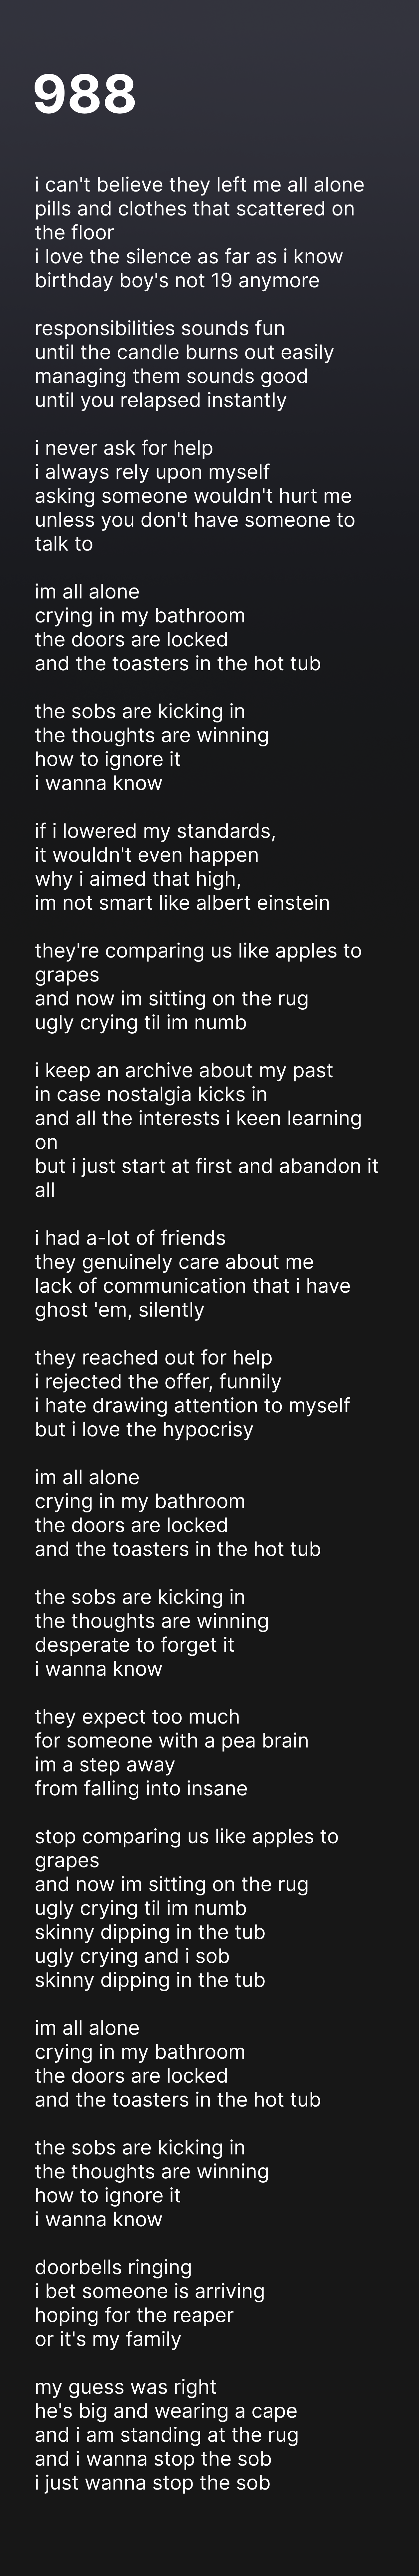 988
i can't believe they left me all alone
pills and clothes that scattered on
the floor
i love the silence as far as i know
birthday boy's not 19 anymore
responsibilities sounds fun
until the candle burns out easily
managing them sounds good
until you relapsed instantly
i never ask for help
i always rely upon myself
asking someone wouldn't hurt me
unless you don't have someone to
talk to
im all alone
crying in my bathroom
the doors are locked
and the toasters in the hot tub
the sobs are kicking in
the thoughts are winning
how to ignore it
i wanna know
if i lowered my standards,
it wouldn't even happen
why i aimed that high,
im not smart like albert einstein
they're comparing us like apples to
grapes
and now im sitting on the rug
ugly crying til im numb
i keep an archive about my past
in case nostalgia kicks in
and all the interests i keen learning
on
but i just start at first and abandon it
all
i had a-lot of friends
they genuinely care about me
lack of communication that i have
ghost 'em, silently
they reached out for help
i rejected the offer, funnily
i hate drawing attention to myself
but i love the hypocrisy
im all alone
crying in my bathroom
the doors are locked
and the toasters in the hot tub
the sobs are kicking in
the thoughts are winning
desperate to forget it
i wanna know
they expect too much
for someone with a pea brain
im a step away
from falling into insane
stop comparing us like apples to
grapes
and now im sitting on the rug
ugly crying til im numb
skinny dipping in the tub
ugly crying and i sob
skinny dipping in the tub
im all alone
crying in my bathroom
the doors are locked
and the toasters in the hot tub
the sobs are kicking in
the thoughts are winning
how to ignore it
i wanna know
doorbells ringing
i bet someone is arriving
hoping for the reaper
or it's my family
my guess was right
he's big and wearing a cape
and i am standing at the rug
and i wanna stop the sob
i just wanna stop the sob